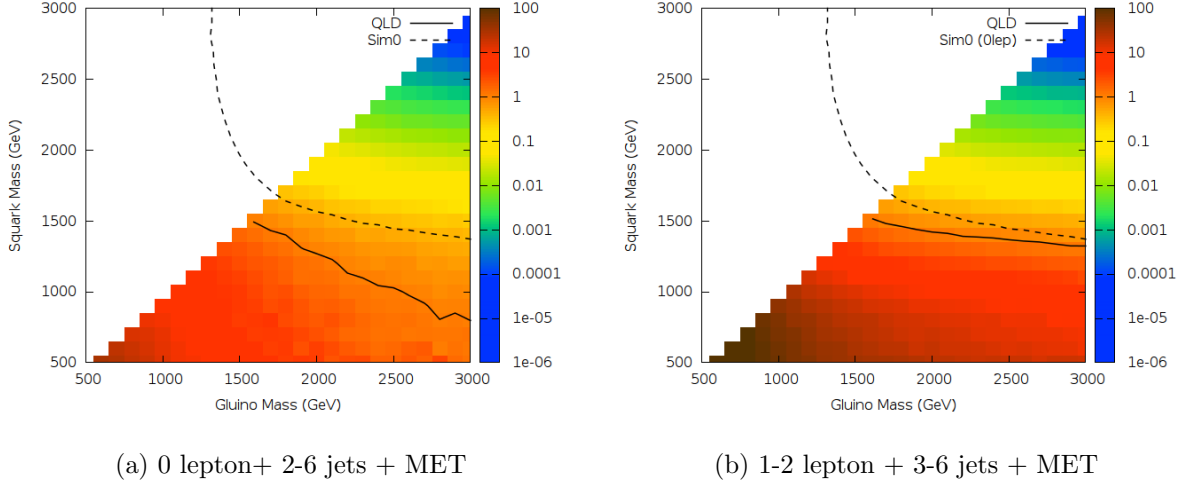 3000
2500
2000
1500
1000
500
Squark Mass (GeV)
QLD
Sim0
500 1000 1500 2000 2500 3000
Gluino Mass (GeV)
100
10
1
0.1
0.01
0.001
0.0001
1e-05
1e-06
(a) 0 lepton+ 2-6 jets + MET
3000
2500
2000
1500
1000
500
Squark Mass (GeV)
QLD
Sim0 (0lep)
500 1000 1500 2000 2500 3000
Gluino Mass (GeV)
100
10
1
0.1
0.01
0.001
0.0001
1e-05
1e-06
(b) 1-2 lepton + 3-6 jets + MET